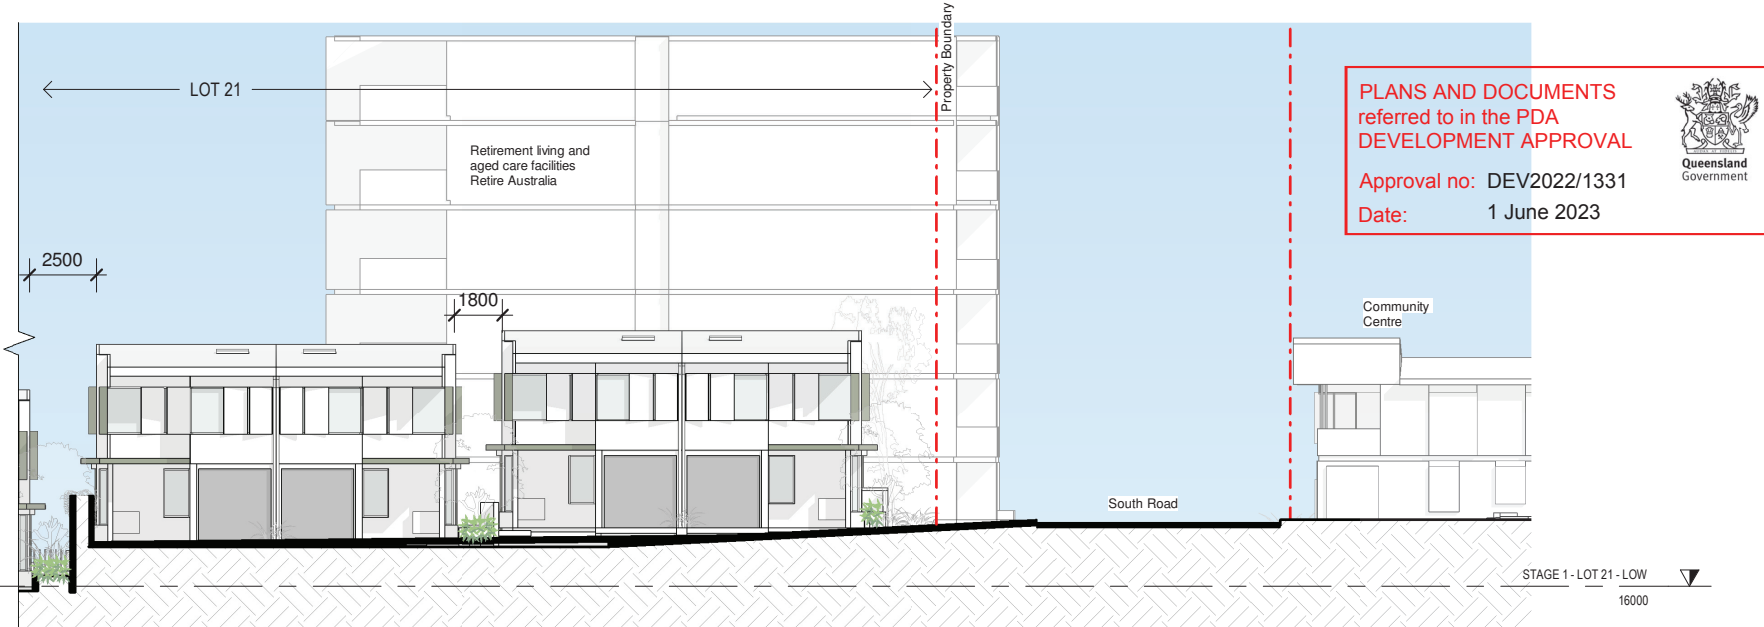 Property Boundary
LOT 21
PLANS AND DOCUMENTS
referred to in the PDA
DEVELOPMENT APPROVAL
Approval no: DEV2022/1331
Date: 1 June 2023
Queensland
Government
Retirement living and
aged care facilities
Retire Australia
2500
1800
Community
Centre
South Road
STAGE 1 - LOT 21 - LOW
16000